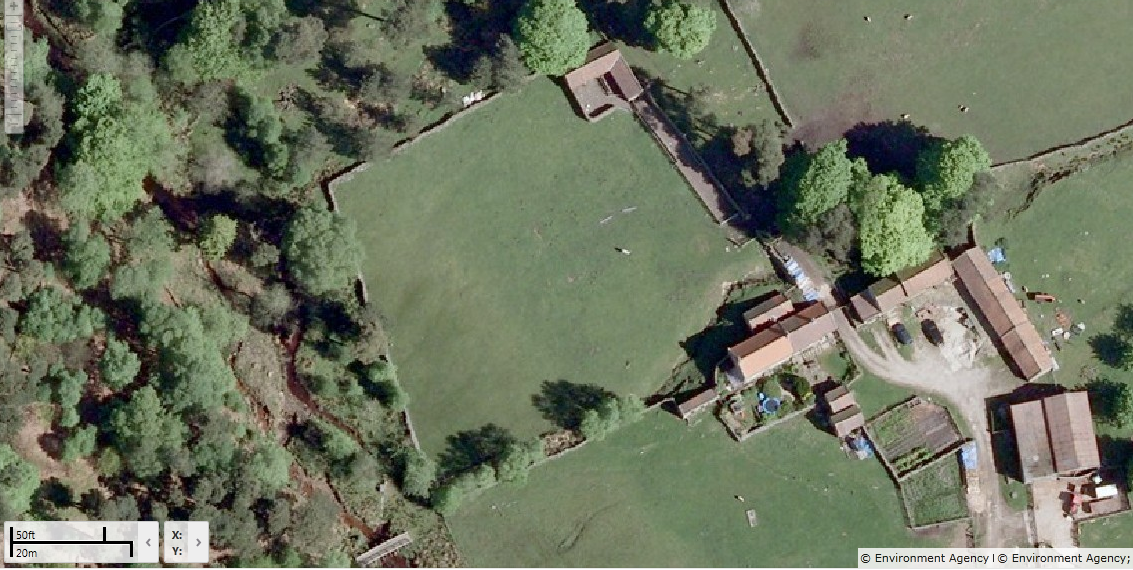 50ft
20m
X:
Y:
© Environment Agency | © Environment Agency;